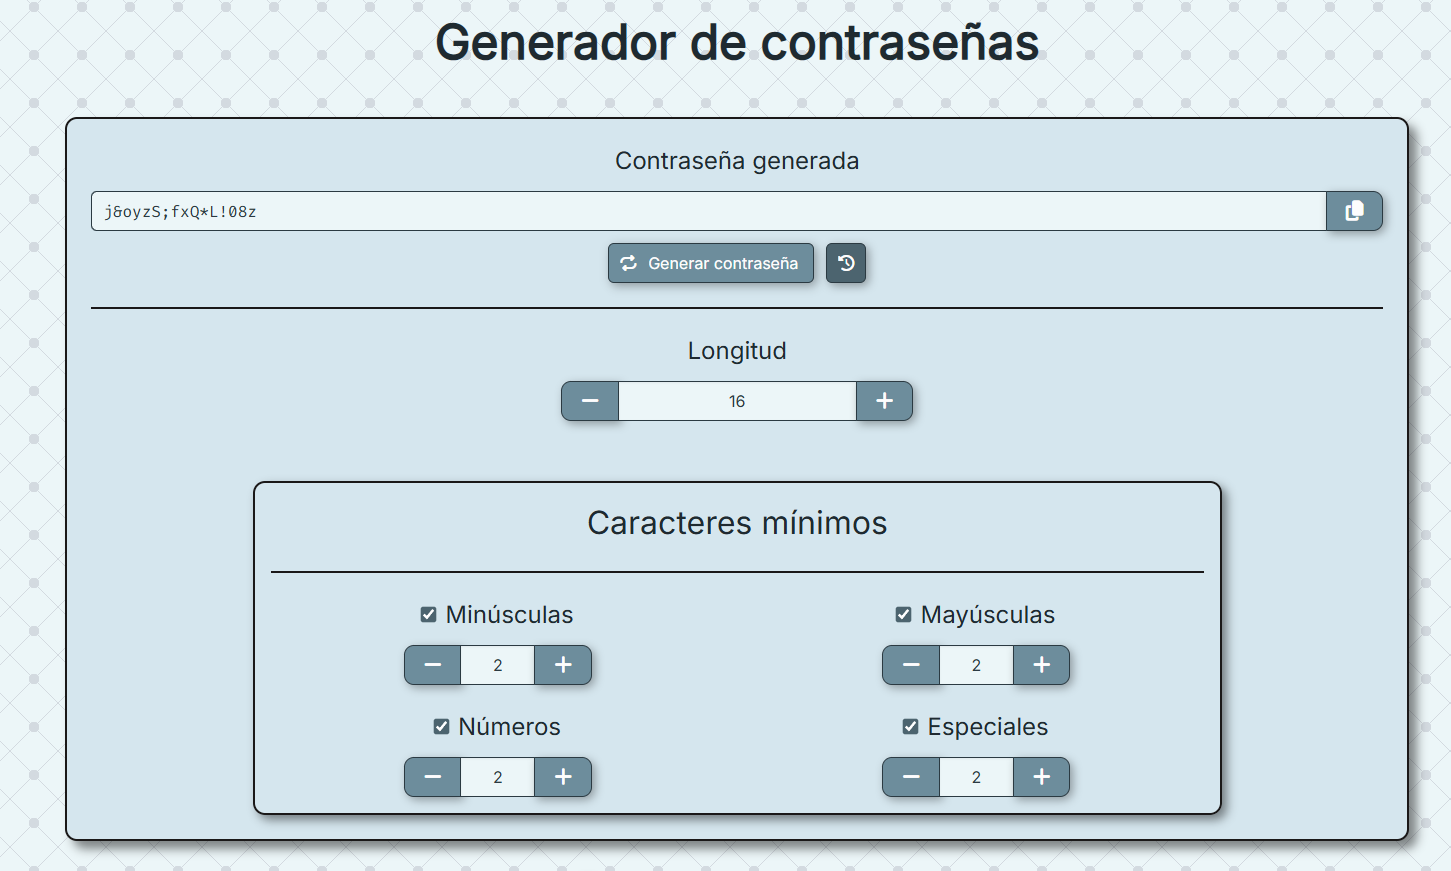 Generador de contraseñas
Contraseña generada
j&oyzS;fxQ*L!08z
Generar contraseña
Longitud
16
Caracteres mínimos
Minúsculas
Mayúsculas
2
2
Números
Especiales
2
2